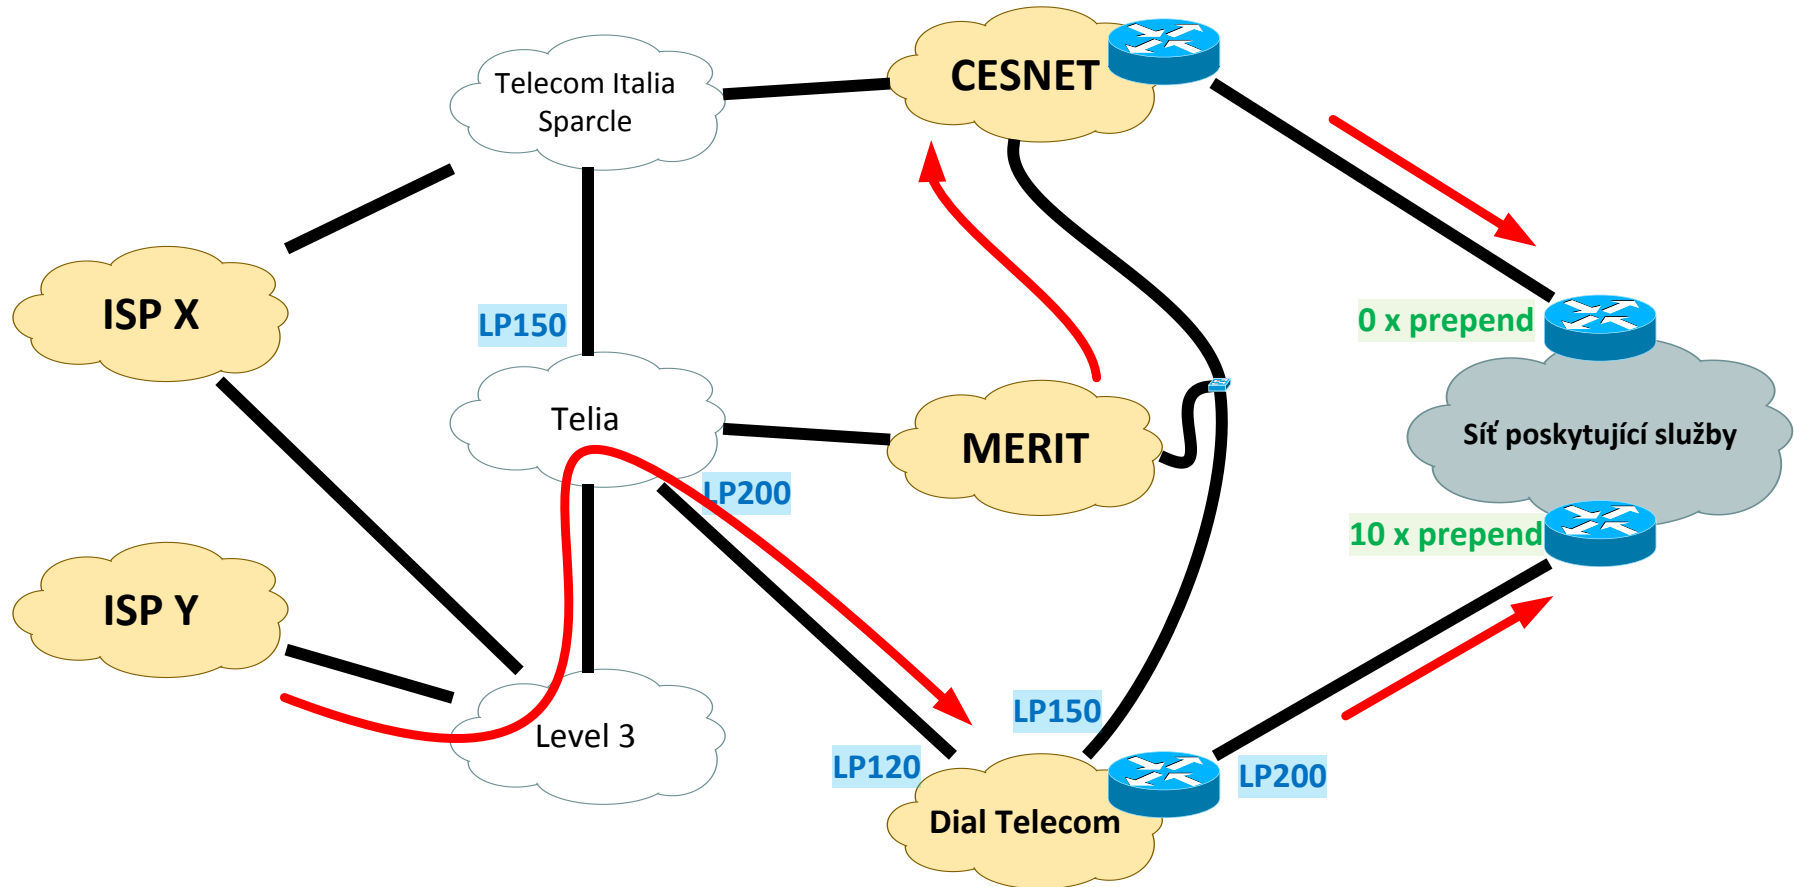 Telecom Italia
Sparcle
CESNET
ISP X
LP150
0 x prepend
Telia
MERIT
Síť poskytující služby
LP200
10 x prepend
ISP Y
Level 3
LP150
LP120
LP200
Dial Telecom